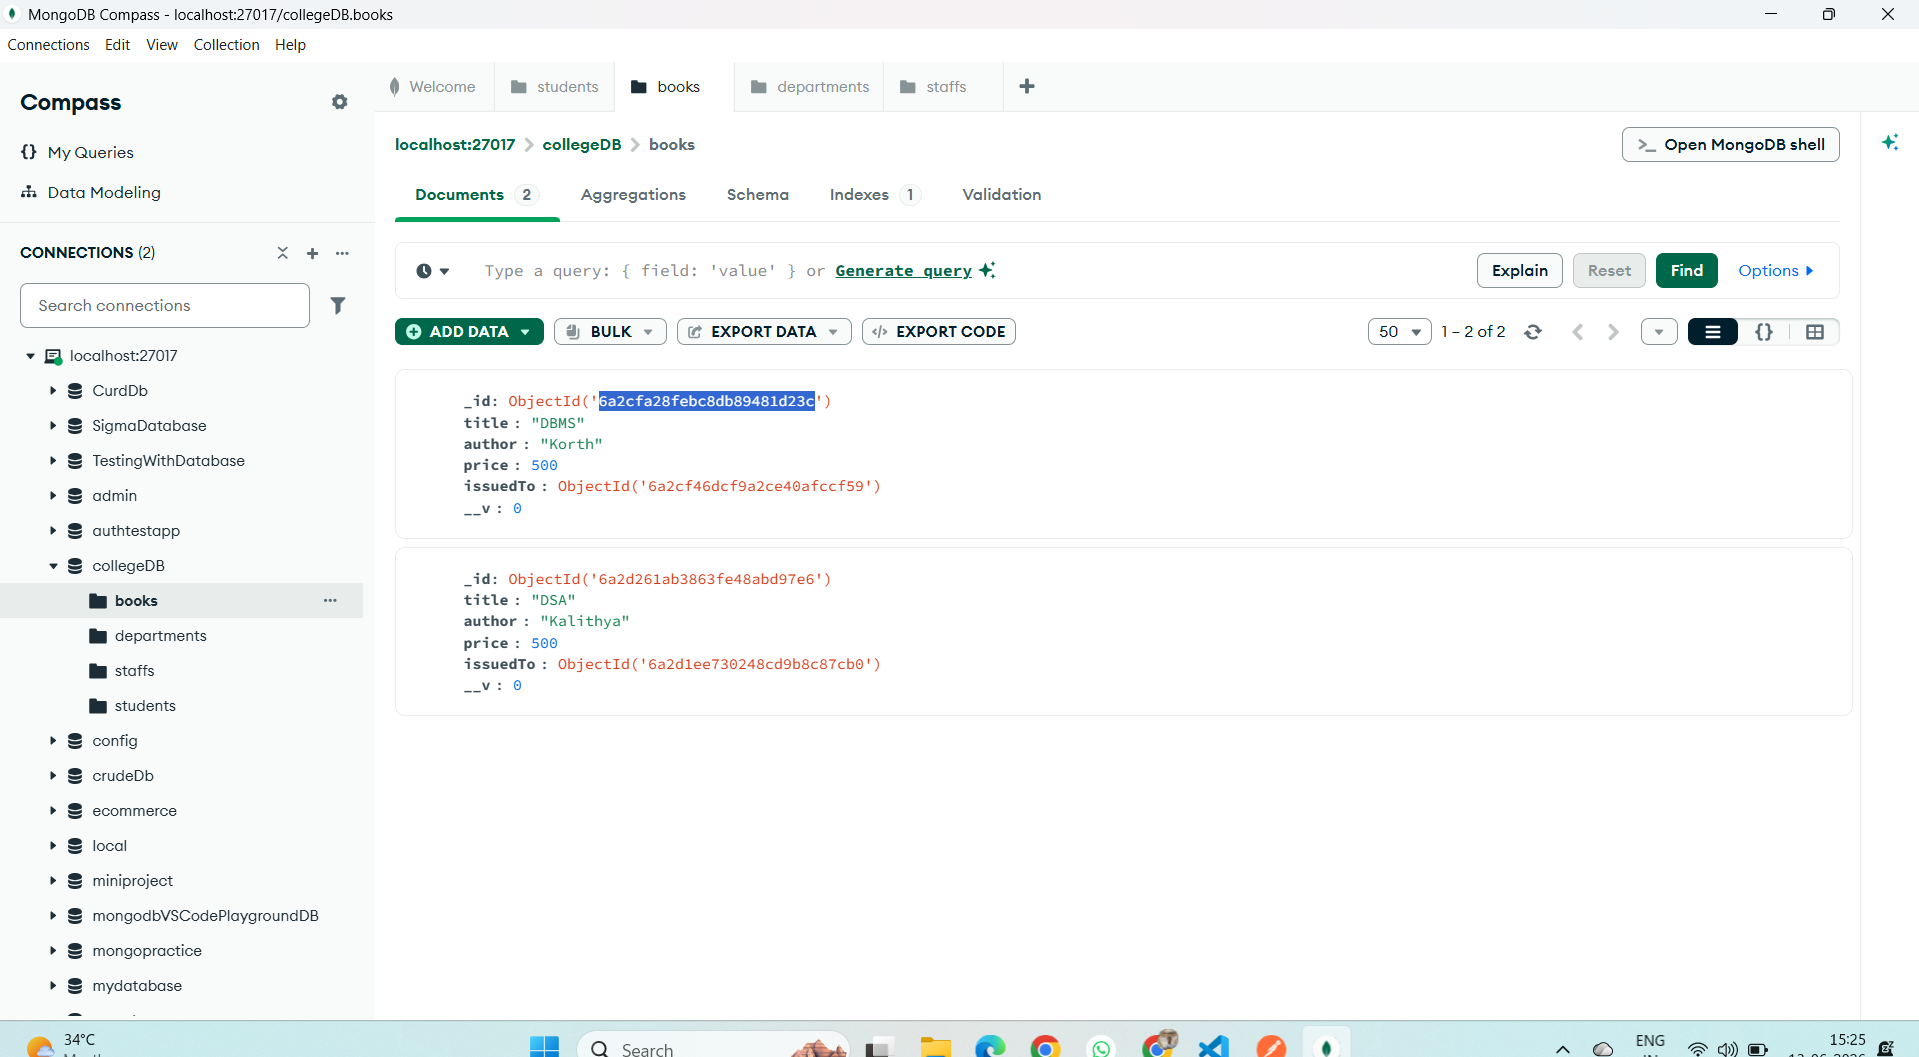 MongoDB Compass - localhost:27017/collegeDB.books
Connections Edit View Collection Help
Compass
My Queries
Data Modeling
CONNECTIONS (2)
Search connections
localhost:27017
CurdDb
SigmaDatabase
TestingWithDatabase
admin
authtestapp
collegeDB
books
departments
staffs
students
config
crudeDb
ecommerce
local
miniproject
mongodbVSCodePlaygroundDB
mongopractice
mydatabase
Welcome students books departments staffs
localhost:27017 collegeDB books
>_ Open MongoDB shell
Documents 2 Aggregations Schema Indexes 1 Validation
Type a query: { field: 'value' } or Generate query
Explain Reset Find Options
ADD DATA BULK EXPORT DATA EXPORT CODE
50 1 – 2 of 2
_id: ObjectId('6a2cfa28febc8db89481d23c')
title : "DBMS"
author : "Korth"
price : 500
issuedTo : ObjectId('6a2cf46dcf9a2ce40afccf59')
__v : 0
_id: ObjectId('6a2d261ab3863fe48abd97e6')
title : "DSA"
author : "Kalithya"
price : 500
issuedTo : ObjectId('6a2d1ee730248cd9b8c87cb0')
__v : 0
34°C
Search
ENG
15:25